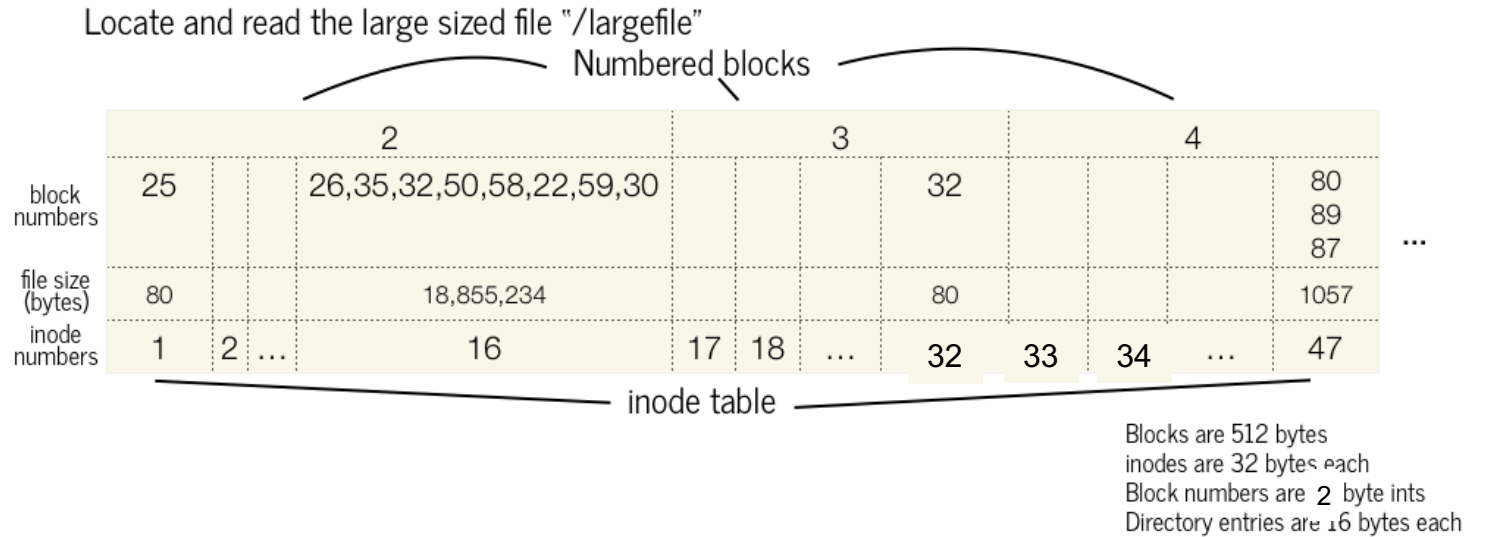 Locate and read the large sized file “/largefile”
Numbered blocks
2 3 4
block numbers 25 26,35,32,50,58,22,59,30 32 80
89
87
...
file size (bytes) 80 18,855,234 80 1057
inode numbers 1 2 ... 16 17 18 ... 32 33 34 ... 47
inode table
Blocks are 512 bytes
inodes are 32 bytes each
Block numbers are 2 byte ints
Directory entries are 16 bytes each